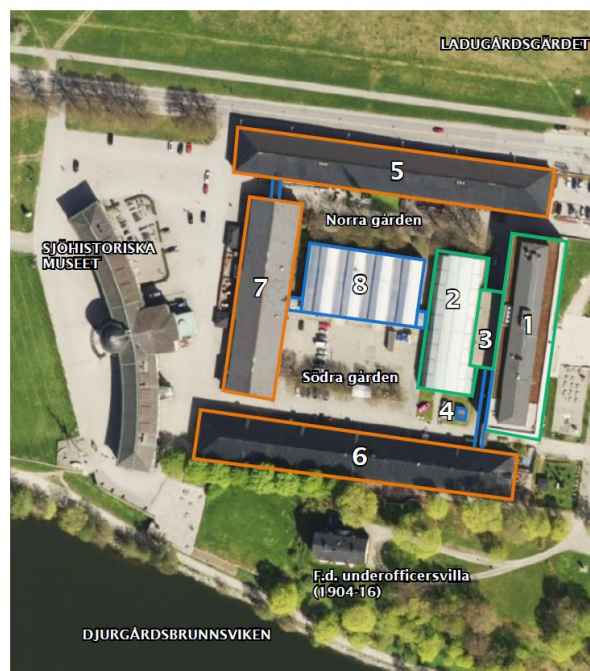 LADUGÅRDSGÄRDET
5
Norra gården
SJÖHISTORISKA
MUSEET
7
8
2
3
1
Södra gården
4
6
F.d. underofficersvilla
(1904-16)
DJURGÅRDSBRUNNSVIKEN